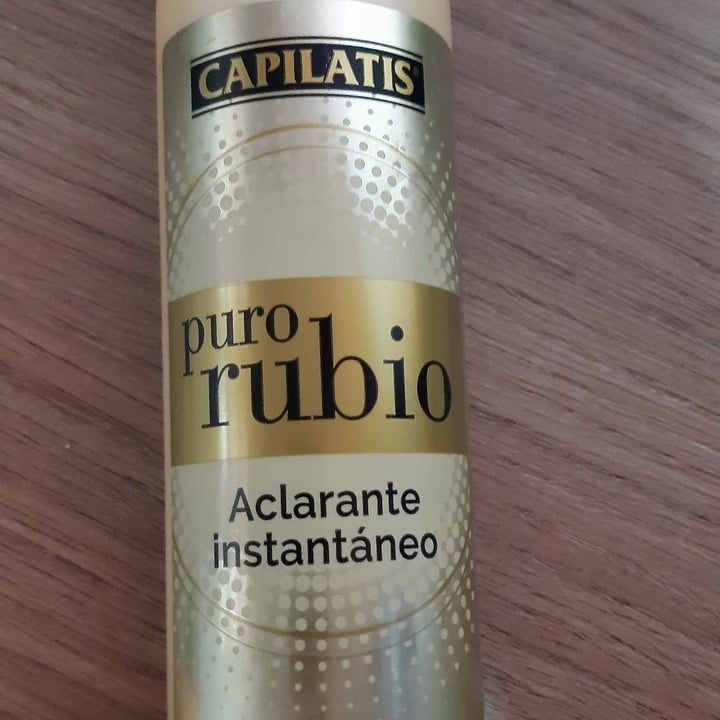 CAPILATIS
puro
rubio
Aclarante
instantáneo